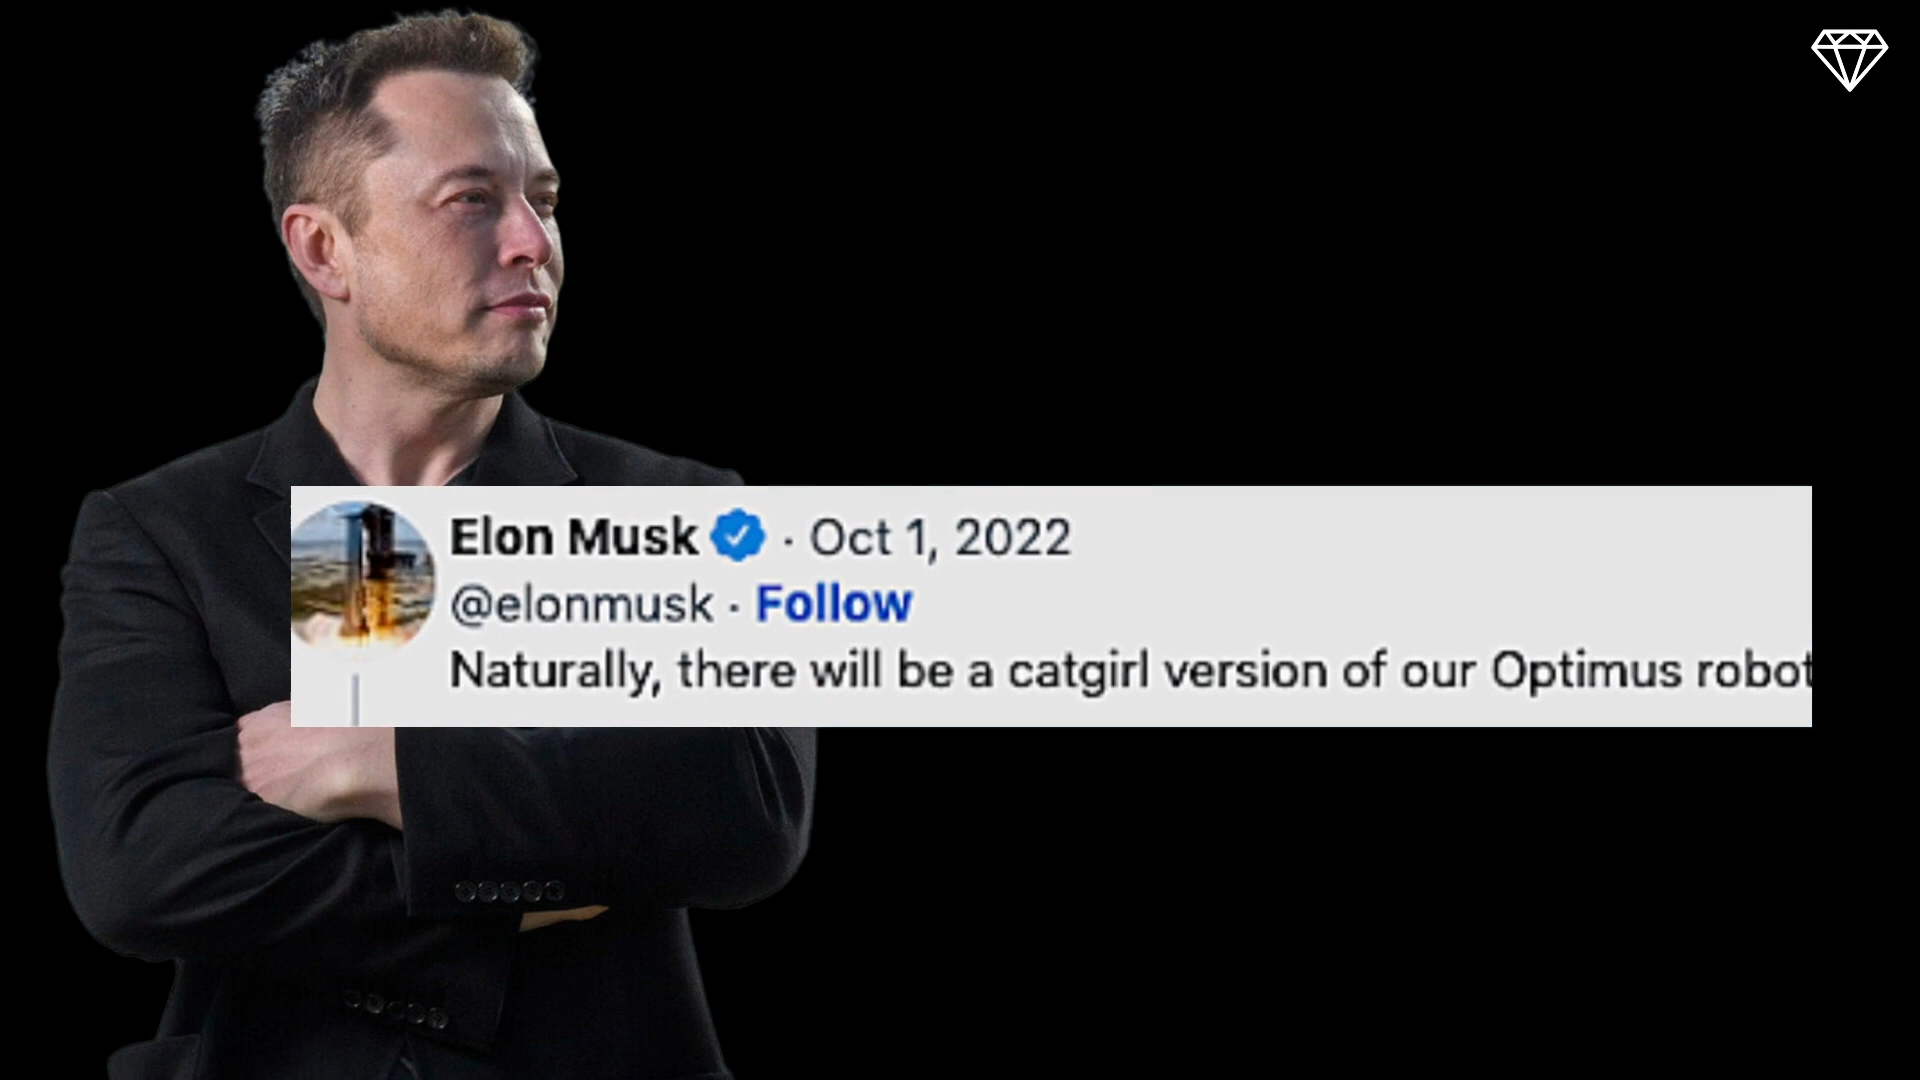 Elon Musk · Oct 1, 2022
@elonmusk · Follow
Naturally, there will be a catgirl version of our Optimus robot